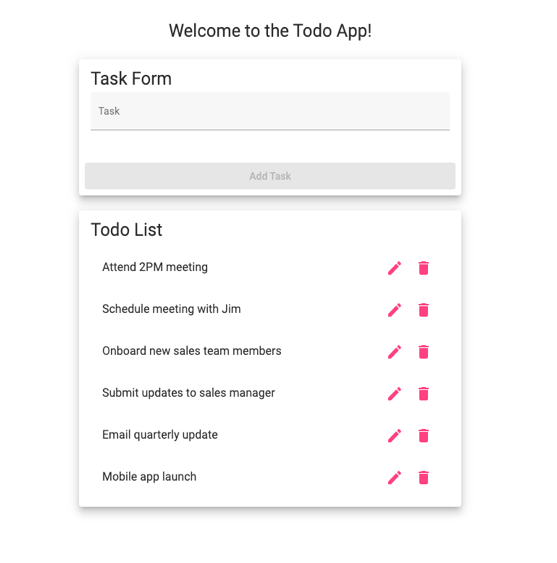 Welcome to the Todo App!
Task Form
Task
Add Task
Todo List
Attend 2PM meeting
Schedule meeting with Jim
Onboard new sales team members
Submit updates to sales manager
Email quarterly update
Mobile app launch